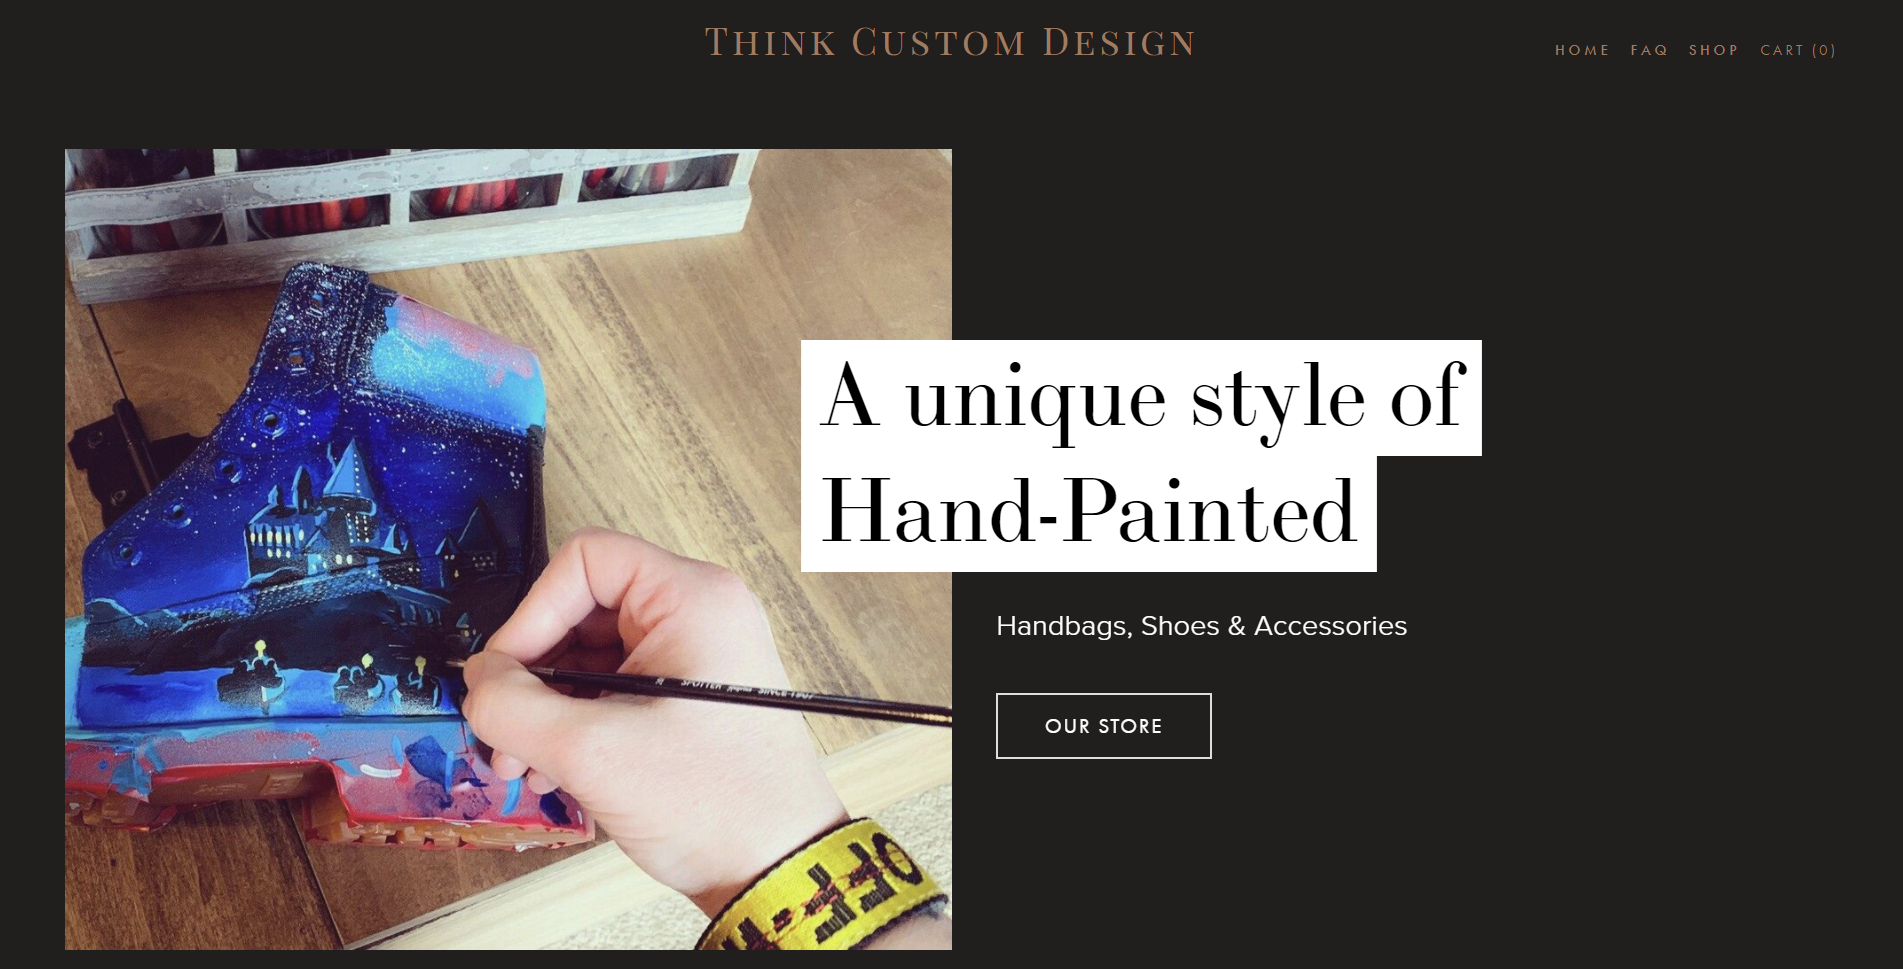 THINK CUSTOM DESIGN
HOME FAQ SHOP CART (0)
A unique style of
Hand-Painted
Handbags, Shoes & Accessories
OUR STORE
SINCE
OFF